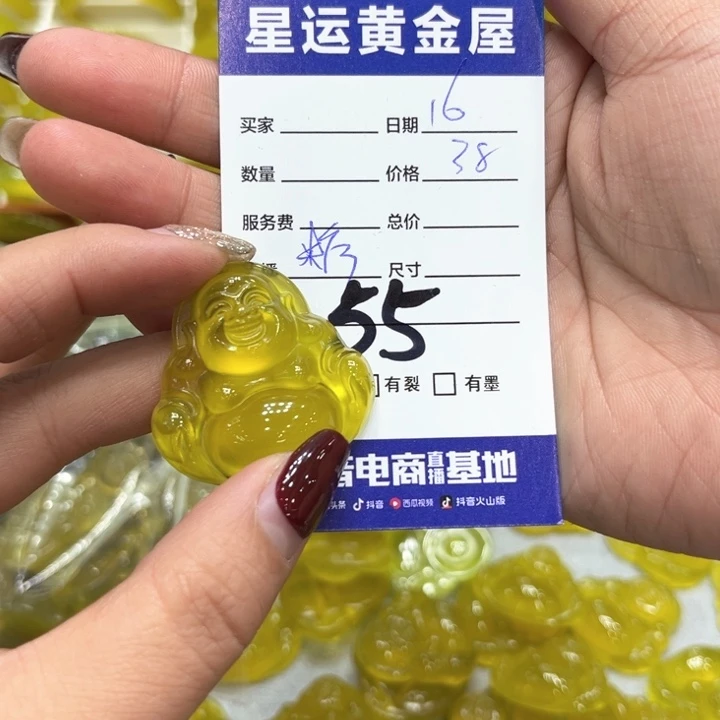 星运黄金屋
买家 日期 16
数量 价格 38
服务费 总价
播 尺寸
55
有裂 有墨
音电商直播基地
头条 抖音 西瓜视频 抖音火山版